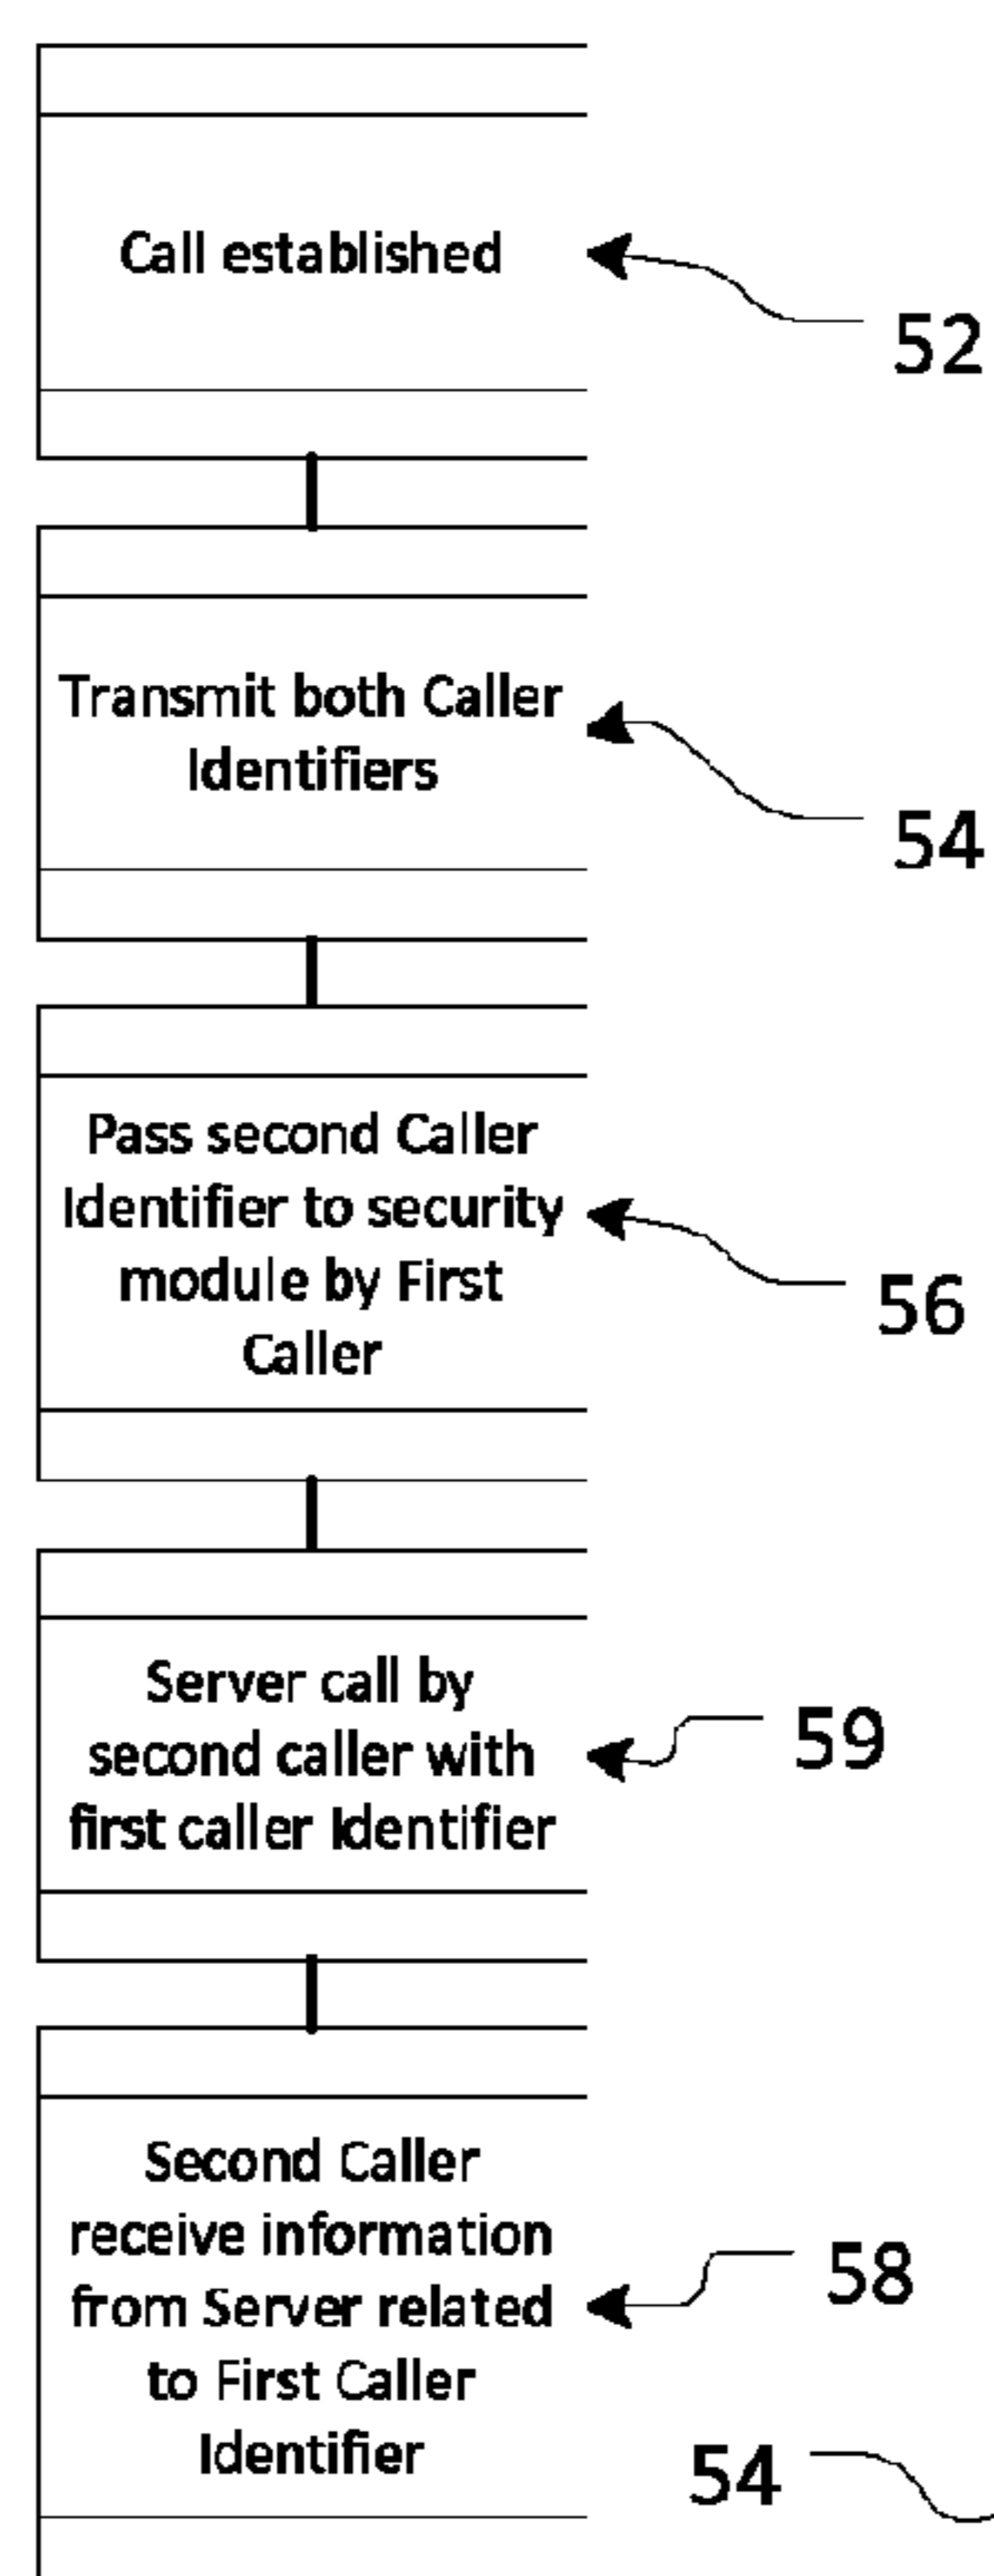 Call established
52
Transmit both Caller
Identifiers
54
Pass second Caller
Identifier to security
module by First
Caller
56
Server call by
second caller with
first caller Identifier
59
Second Caller
receive information
from Server related
to First Caller
Identifier
58
54